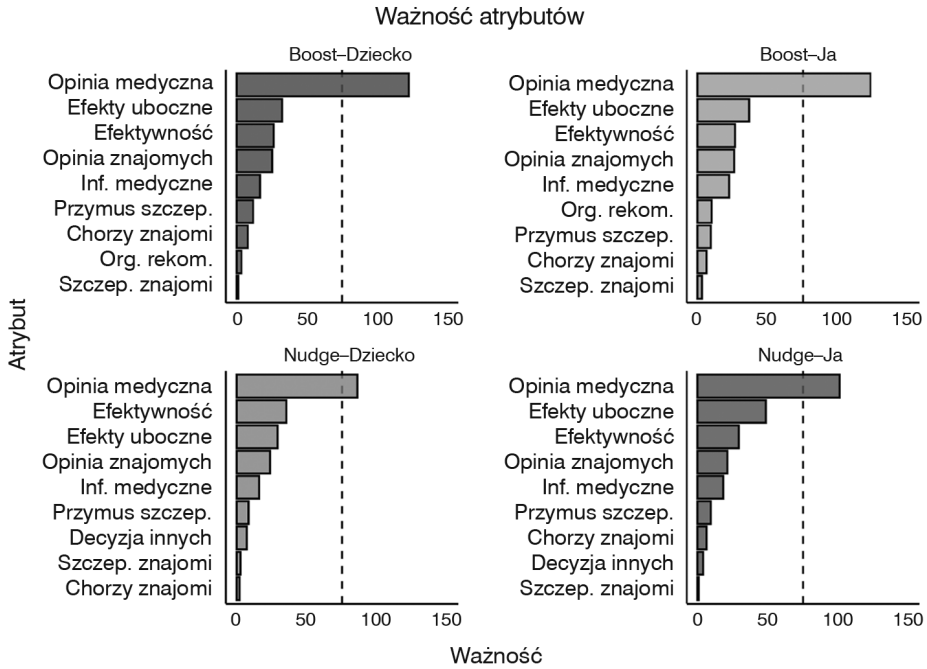 Ważność atrybutów
Boost–Dziecko
Opinia medyczna
Efekty uboczne
Efektywność
Opinia znajomych
Inf. medyczne
Przymus szczep.
Chorzy znajomi
Org. rekom.
Szczep. znajomi
0 50 100 150
Boost–Ja
Opinia medyczna
Efekty uboczne
Efektywność
Opinia znajomych
Inf. medyczne
Org. rekom.
Przymus szczep.
Chorzy znajomi
Szczep. znajomi
0 50 100 150
Atrybut
Nudge–Dziecko
Opinia medyczna
Efektywność
Efekty uboczne
Opinia znajomych
Inf. medyczne
Przymus szczep.
Decyzja innych
Szczep. znajomi
Chorzy znajomi
0 50 100 150
Nudge–Ja
Opinia medyczna
Efekty uboczne
Efektywność
Opinia znajomych
Inf. medyczne
Przymus szczep.
Chorzy znajomi
Decyzja innych
Szczep. znajomi
0 50 100 150
Ważność